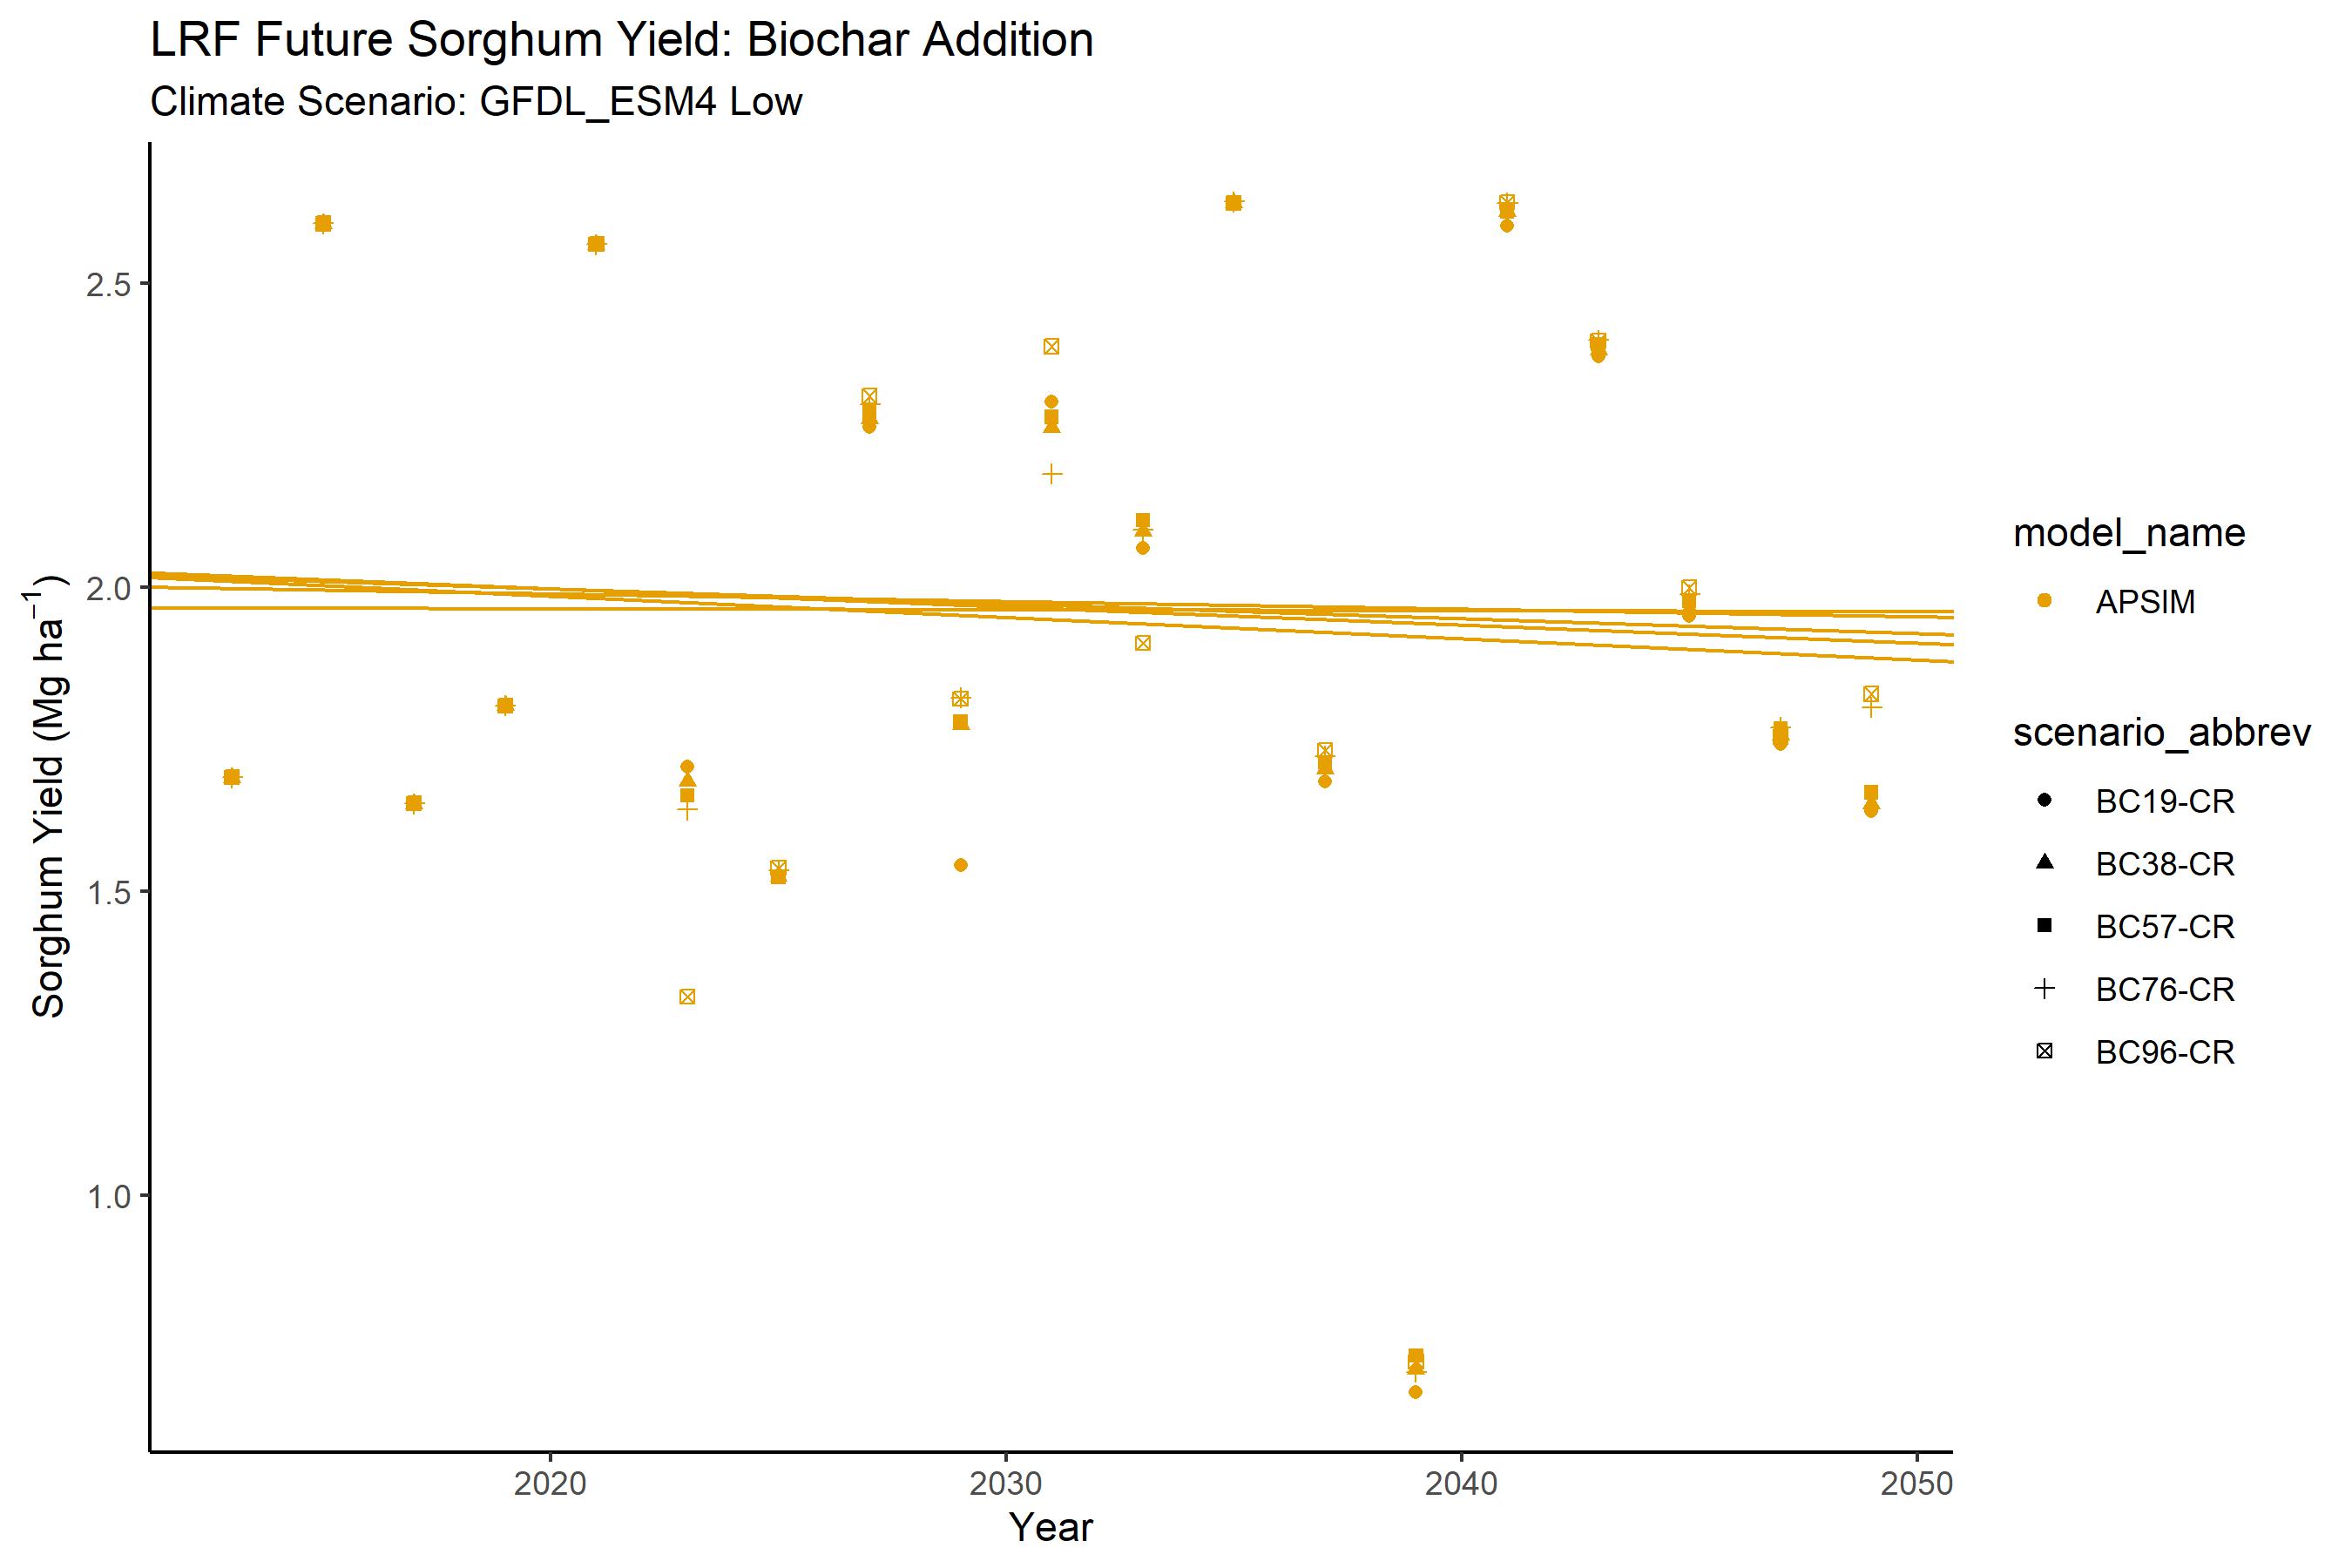 LRF Future Sorghum Yield: Biochar Addition
Climate Scenario: GFDL_ESM4 Low
Sorghum Yield (Mg ha⁻¹)
2.5
2.0
1.5
1.0
2020
2030
2040
2050
Year
model_name
APSIM
scenario_abbrev
BC19-CR
BC38-CR
BC57-CR
BC76-CR
BC96-CR